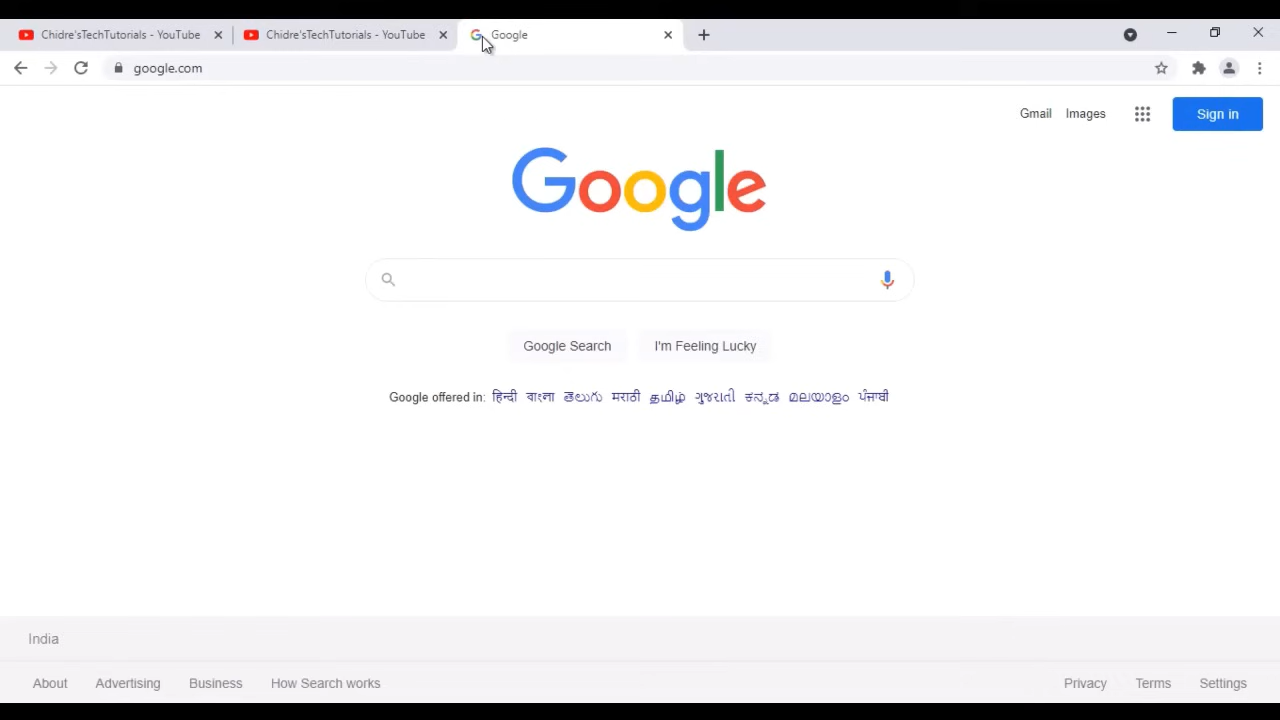 Chidre'sTechTutorials - YouTube
Chidre'sTechTutorials - YouTube
Google
google.com
Gmail Images Sign in
Google
Google Search I'm Feeling Lucky
Google offered in: हिन्दी বাংলা తెలుగు मराठी தமிழ் ગુજરાતી ಕನ್ನಡ മലയാളം ਪੰਜਾਬੀ
India
About Advertising Business How Search works Privacy Terms Settings